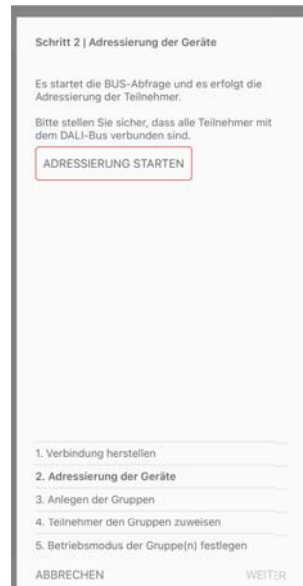 Schritt 2 | Adressierung der Geräte
Es startet die BUS-Abfrage und es erfolgt die
Adressierung der Teilnehmer.
Bitte stellen Sie sicher, dass alle Teilnehmer mit
dem DALI-Bus verbunden sind.
ADRESSIERUNG STARTEN
1. Verbindung herstellen
2. Adressierung der Geräte
3. Anlegen der Gruppen
4. Teilnehmer den Gruppen zuweisen
5. Betriebsmodus der Gruppe(n) festlegen
ABBRECHEN WEITER